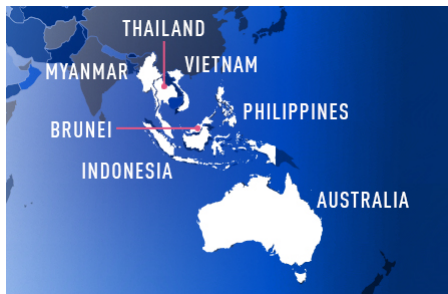 THAILAND
MYANMAR
VIETNAM
PHILIPPINES
BRUNEI
INDONESIA
AUSTRALIA